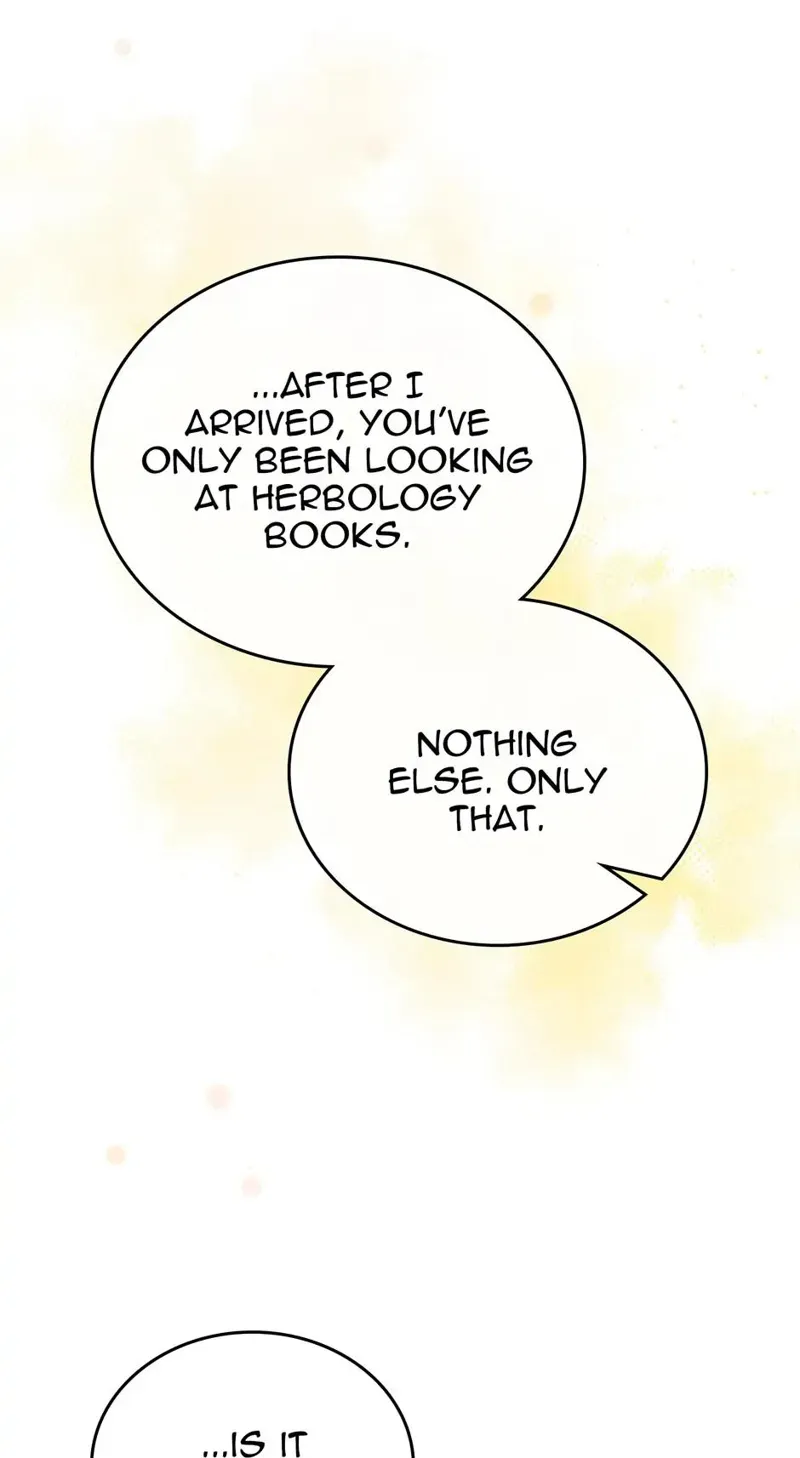 ...AFTER I
ARRIVED, YOU'VE
ONLY BEEN LOOKING
AT HERBOLOGY
BOOKS.
NOTHING
ELSE. ONLY
THAT.
...IS IT